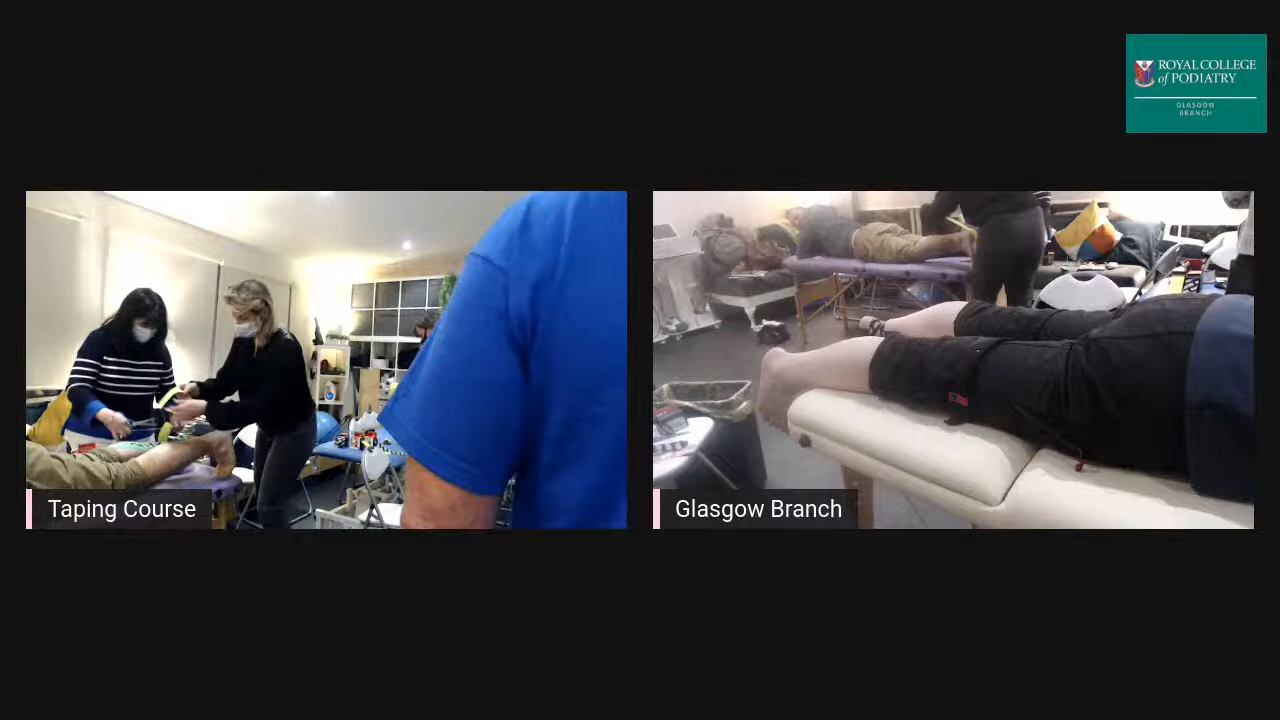 ROYAL COLLEGE
of PODIATRY
GLASGOW
BRANCH
Taping Course
Glasgow Branch